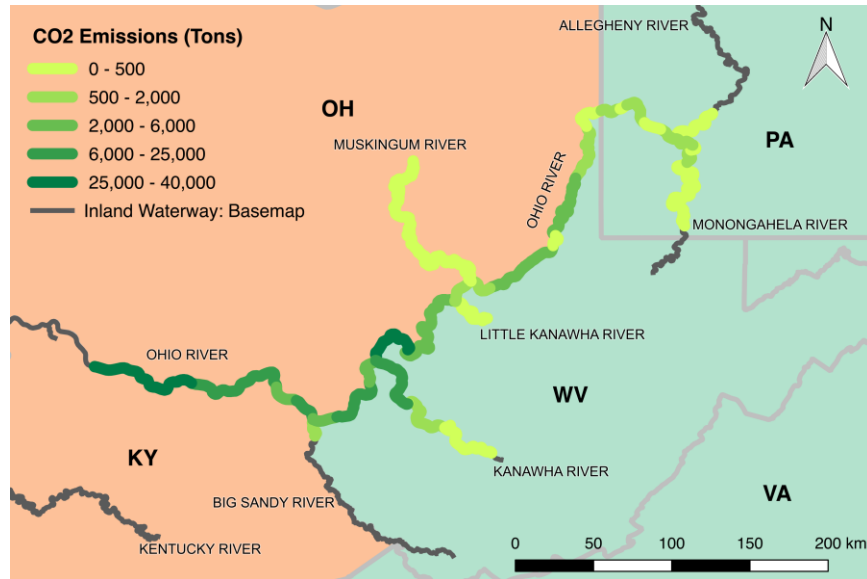 CO2 Emissions (Tons)
0 - 500
500 - 2,000
2,000 - 6,000
6,000 - 25,000
25,000 - 40,000
Inland Waterway: Basemap
ALLEGHENY RIVER
N
OH
MUSKINGUM RIVER
PA
OHIO RIVER
MONONGAHELA RIVER
LITTLE KANAWHA RIVER
OHIO RIVER
WV
KY
KANAWHA RIVER
VA
BIG SANDY RIVER
KENTUCKY RIVER
0 50 100 150 200 km